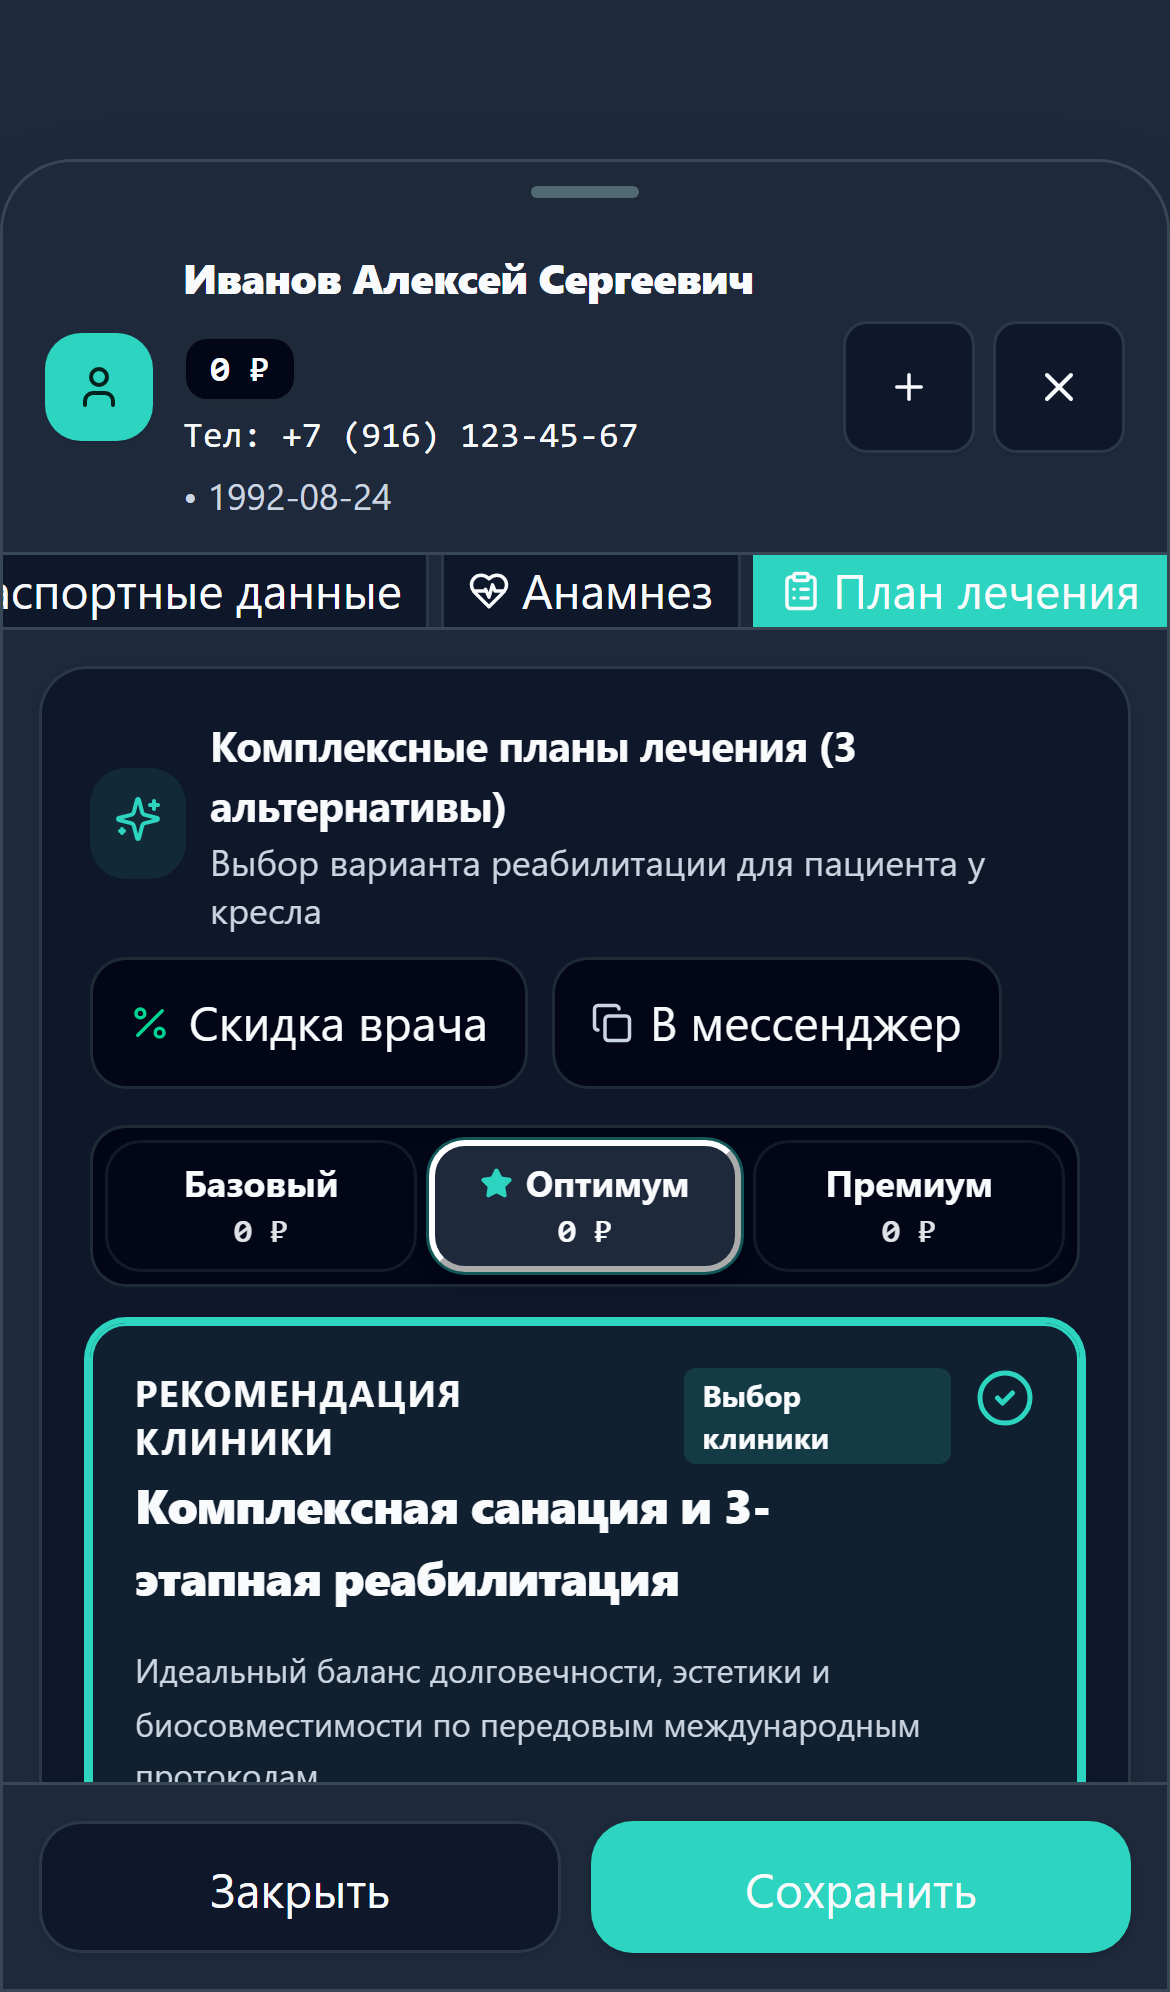 Иванов Алексей Сергеевич
0 ₽
Тел: +7 (916) 123-45-67
• 1992-08-24
аспортные данные
Анамнез
План лечения
Комплексные планы лечения (3
альтернативы)
Выбор варианта реабилитации для пациента у
кресла
Скидка врача
В мессенджер
Базовый
0 ₽
Оптимум
0 ₽
Премиум
0 ₽
РЕКОМЕНДАЦИЯ
КЛИНИКИ
Выбор
клиники
Комплексная санация и 3-
этапная реабилитация
Идеальный баланс долговечности, эстетики и
биосовместимости по передовым международным
протоколам
Закрыть
Сохранить